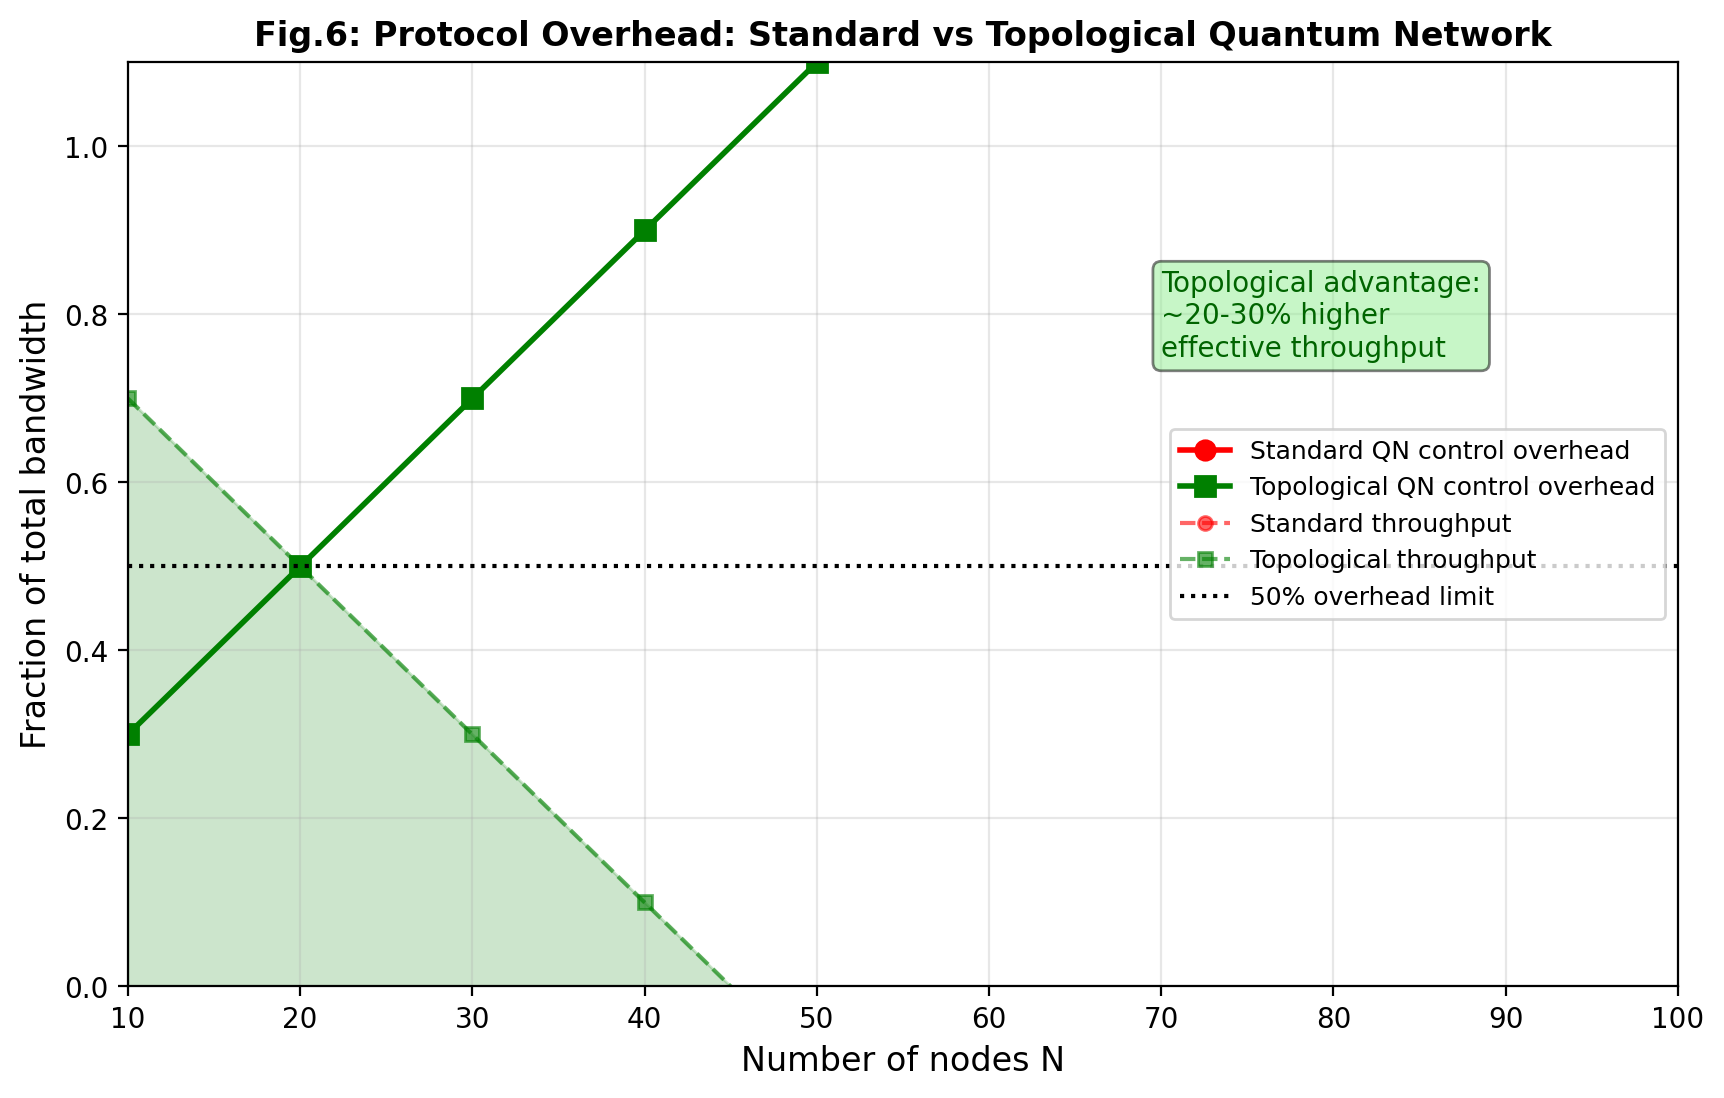 Fig.6: Protocol Overhead: Standard vs Topological Quantum Network
Fraction of total bandwidth
1.0
0.8
0.6
0.4
0.2
0.0
Topological advantage:
~20-30% higher
effective throughput
Standard QN control overhead
Topological QN control overhead
Standard throughput
Topological throughput
50% overhead limit
10 20 30 40 50 60 70 80 90 100
Number of nodes N